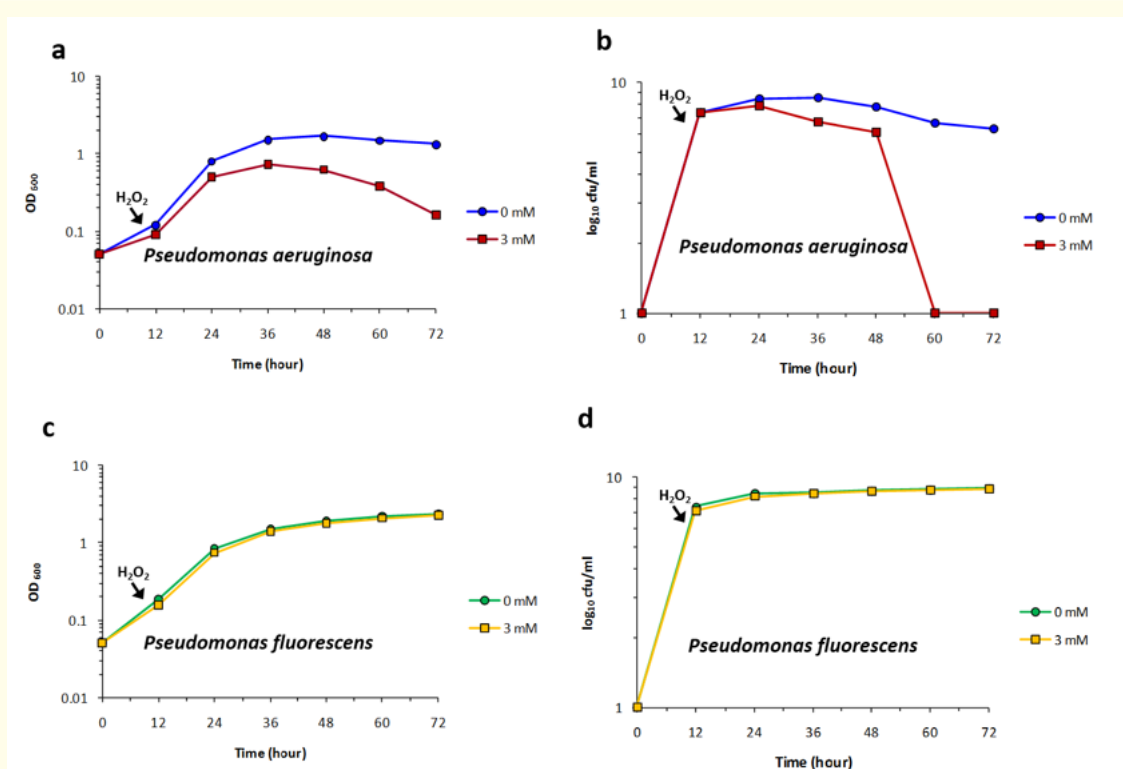 a
10
1
0.1
0.01
OD 600
H₂O₂
Pseudomonas aeruginosa
0 mM
3 mM
0 12 24 36 48 60 72
Time (hour)
b
10
1
log₁₀ cfu/ml
H₂O₂
Pseudomonas aeruginosa
0 mM
3 mM
0 12 24 36 48 60 72
Time (hour)
c
10
1
0.1
0.01
OD 600
H₂O₂
Pseudomonas fluorescens
0 mM
3 mM
0 12 24 36 48 60 72
Time (hour)
d
10
1
log₁₀ cfu/ml
H₂O₂
Pseudomonas fluorescens
0 mM
3 mM
0 12 24 36 48 60 72
Time (hour)